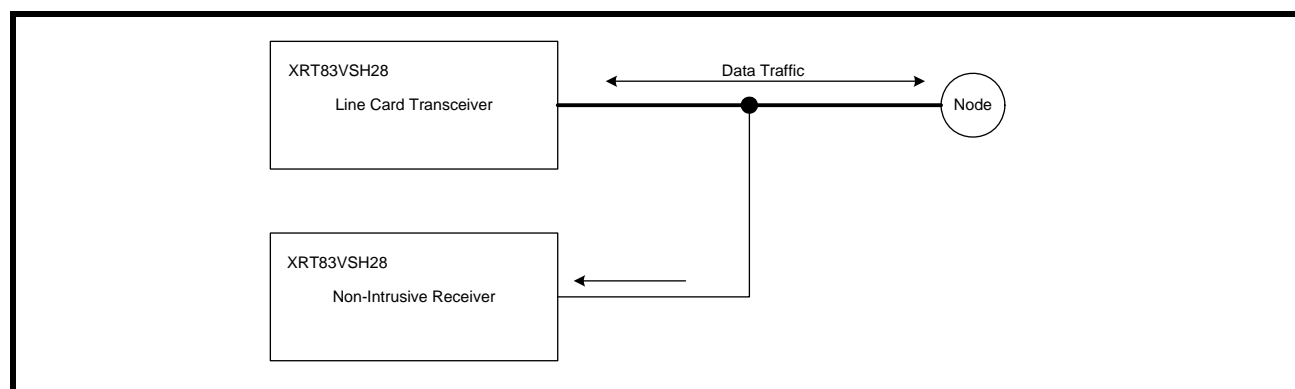 XRT83VSH28
Line Card Transceiver
Data Traffic
Node
XRT83VSH28
Non-Intrusive Receiver